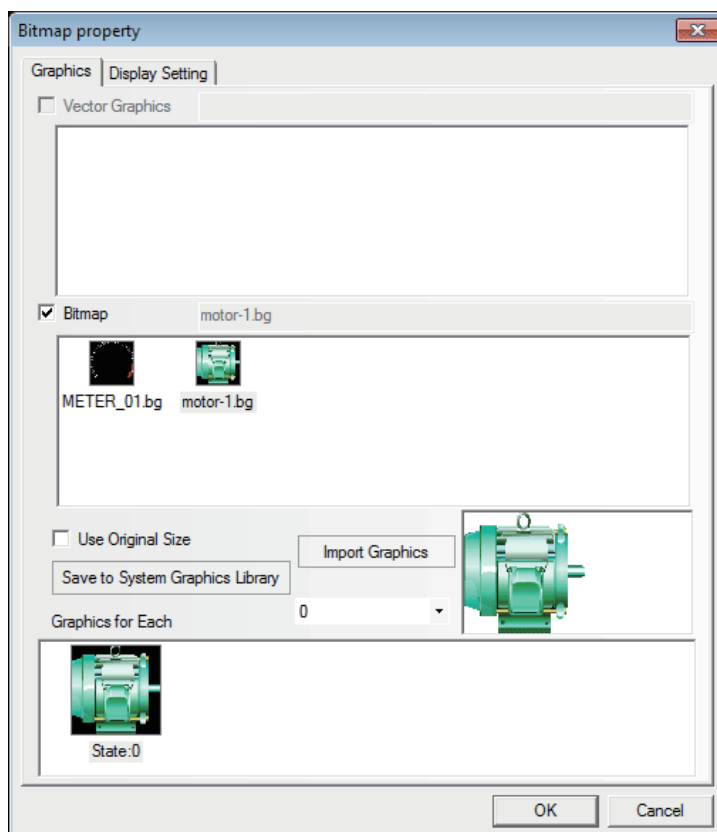 Bitmap property
Graphics Display Setting
Vector Graphics
Bitmap motor-1.bg
METER_01.bg motor-1.bg
Use Original Size
Import Graphics
Save to System Graphics Library
0
Graphics for Each
State:0
OK Cancel